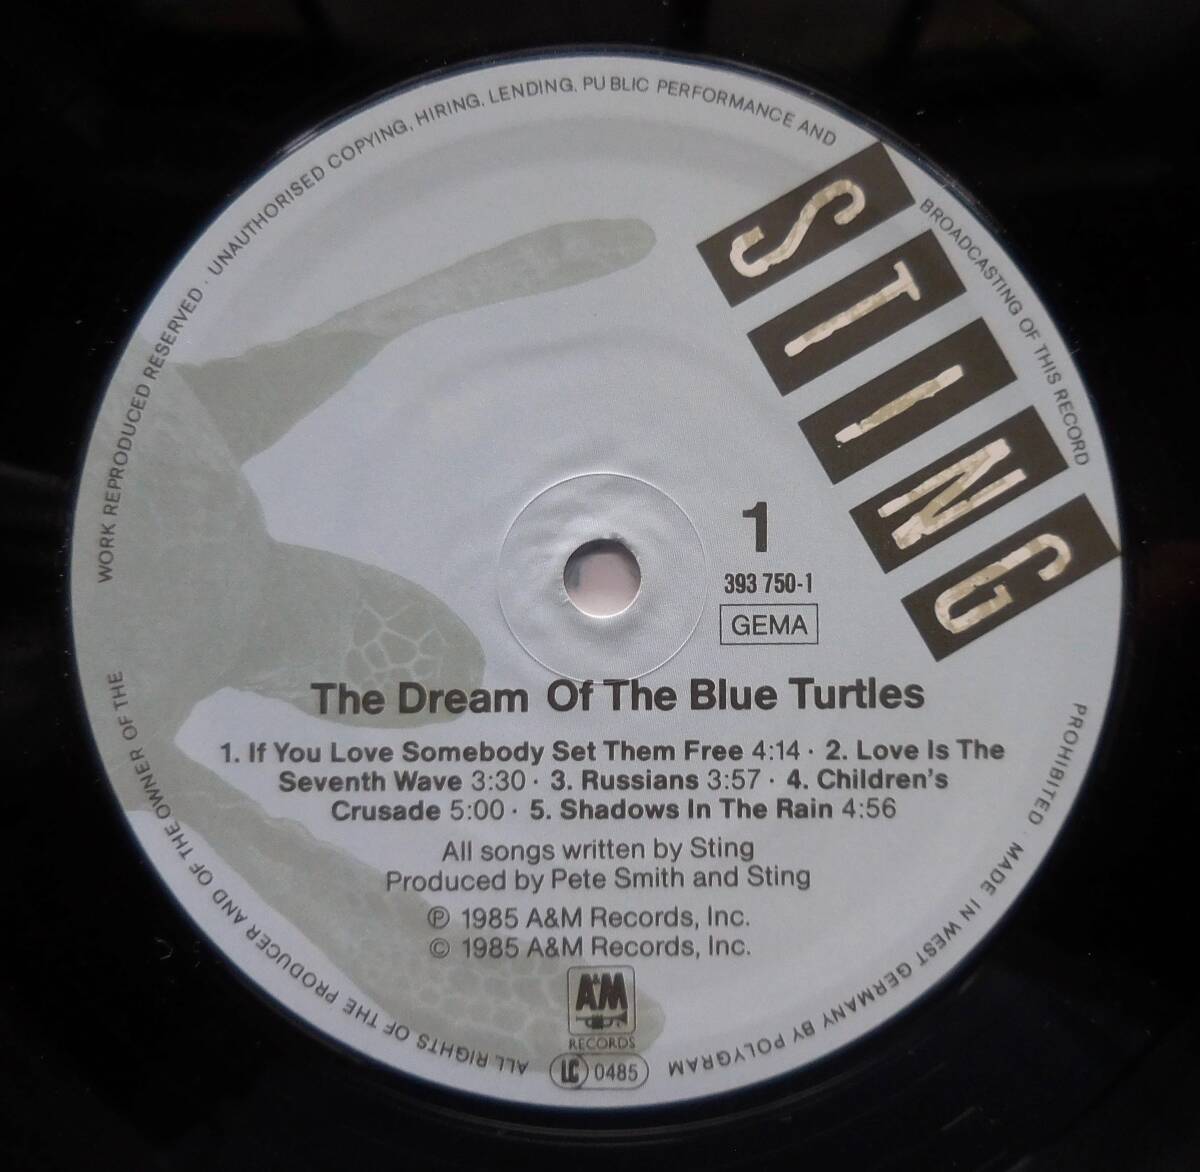 ALL RIGHTS OF THE PRODUCER AND OF THE OWNER OF THE WORK REPRODUCED RESERVED · UNAUTHORISED COPYING, HIRING, LENDING, PUBLIC PERFORMANCE AND BROADCASTING OF THIS RECORD PROHIBITED · MADE IN WEST GERMANY BY POLYGRAM
STING
1
393 750-1
GEMA
The Dream Of The Blue Turtles
1. If You Love Somebody Set Them Free 4:14 · 2. Love Is The
Seventh Wave 3:30 · 3. Russians 3:57 · 4. Children's
Crusade 5:00 · 5. Shadows In The Rain 4:56
All songs written by Sting
Produced by Pete Smith and Sting
℗ 1985 A&M Records, Inc.
© 1985 A&M Records, Inc.
A&M
RECORDS
LC 0485